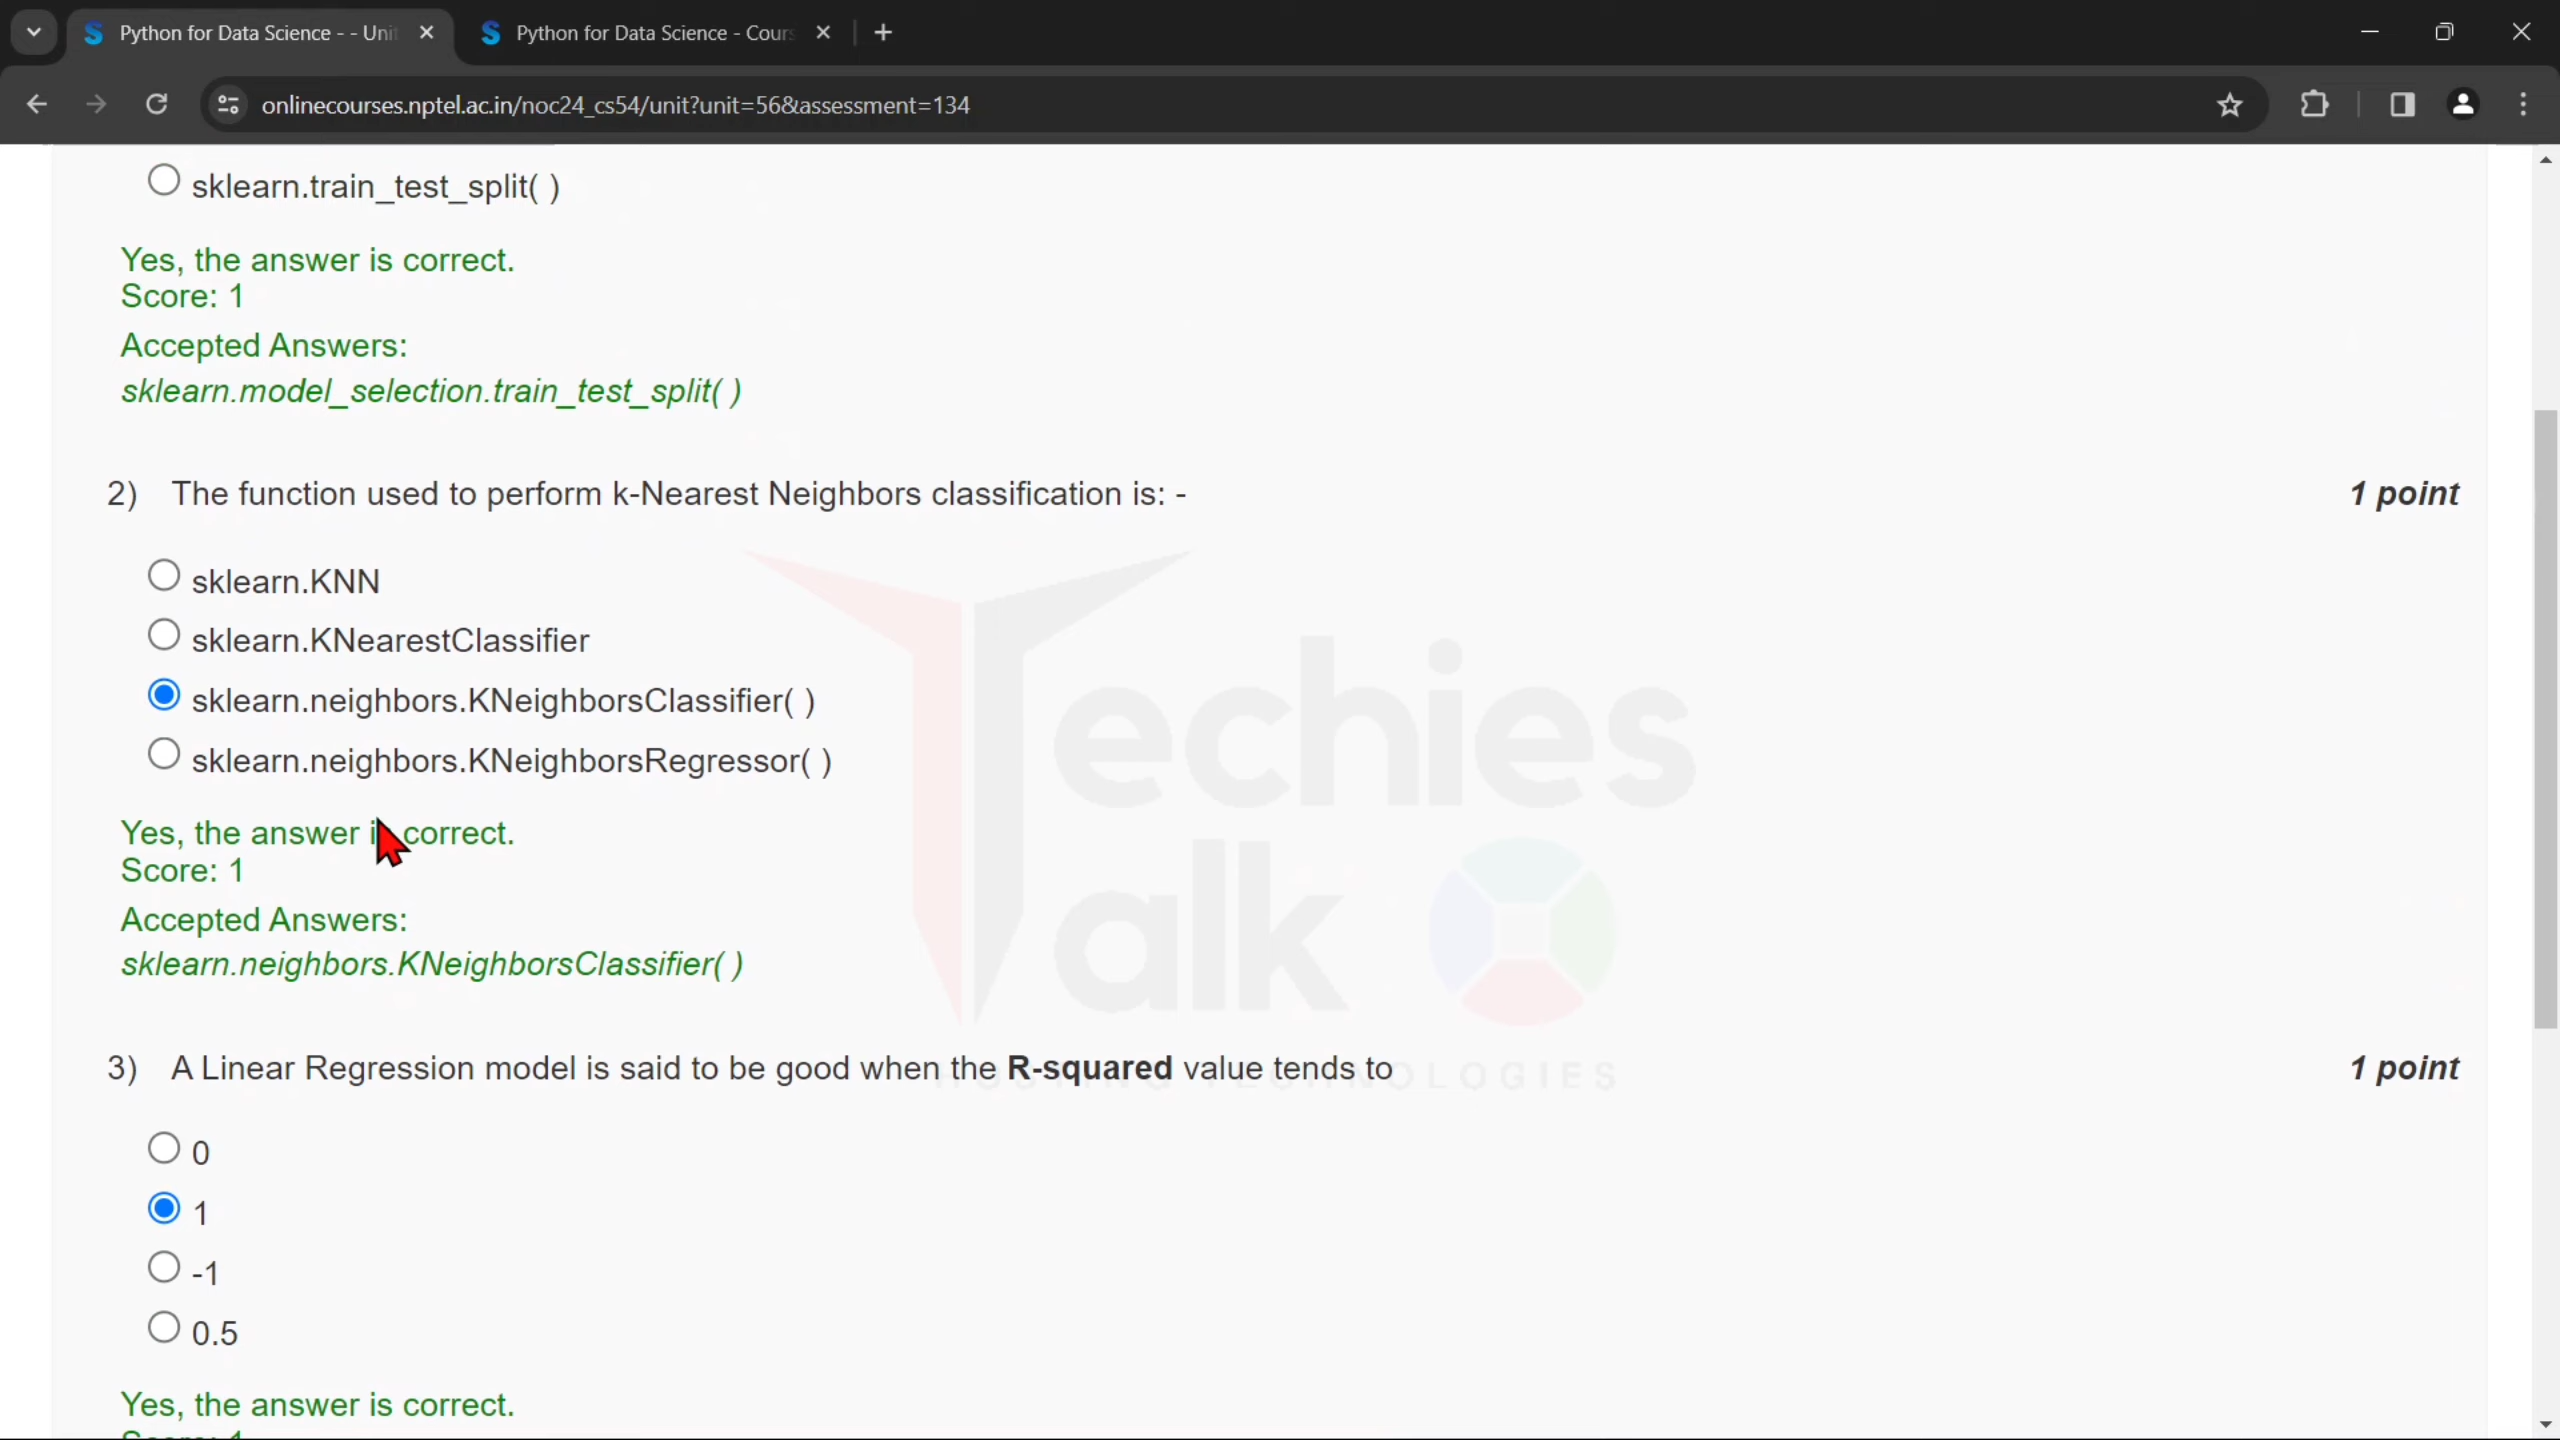 Python for Data Science - - Uni
Python for Data Science - Cours
onlinecourses.nptel.ac.in/noc24_cs54/unit?unit=56&assessment=134
sklearn.train_test_split( )
Yes, the answer is correct.
Score: 1
Accepted Answers:
sklearn.model_selection.train_test_split( )
2) The function used to perform k-Nearest Neighbors classification is: - 1 point
sklearn.KNN
sklearn.KNearestClassifier
sklearn.neighbors.KNeighborsClassifier( )
sklearn.neighbors.KNeighborsRegressor( )
Yes, the answer is correct.
Score: 1
Accepted Answers:
sklearn.neighbors.KNeighborsClassifier( )
Techies
Talk
3) A Linear Regression model is said to be good when the R-squared value tends to 1 point
0
1
-1
0.5
Yes, the answer is correct.